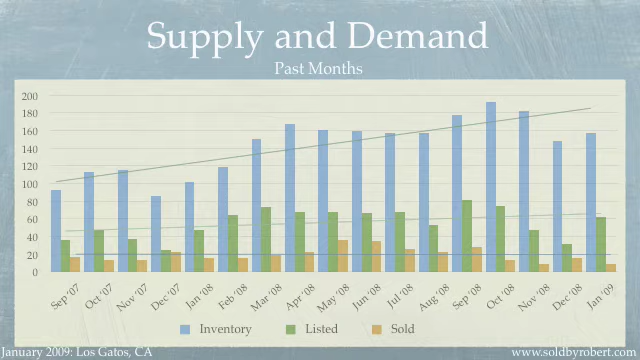 Supply and Demand
Past Months
200
180
160
140
120
100
80
60
40
20
0
Sep '07 Oct '07 Nov '07 Dec '07 Jan '08 Feb '08 Mar '08 Apr '08 May '08 Jun '08 Jul '08 Aug '08 Sep '08 Oct '08 Nov '08 Dec '08 Jan '09
Inventory Listed Sold
January 2009: Los Gatos, CA www.soldbyrobert.com